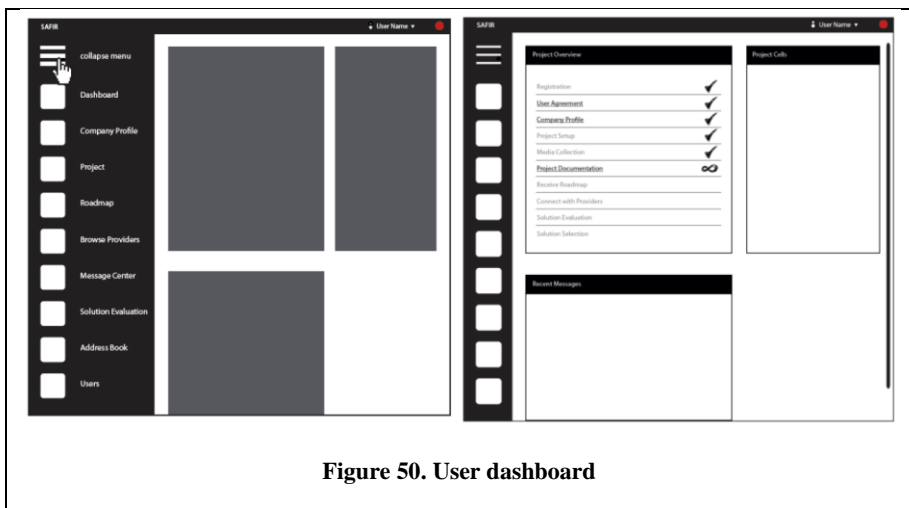 SAFIR
User Name
collapse menu
Dashboard
Company Profile
Project
Roadmap
Browse Providers
Message Center
Solution Evaluation
Address Book
Users
SAFIR
User Name
Project Overview
Registration
User Agreement
Company Profile
Project Setup
Media Collection
Project Documentation
Receive Roadmap
Connect with Providers
Solution Evaluation
Solution Selection
Project Cells
Recent Messages
Figure 50. User dashboard